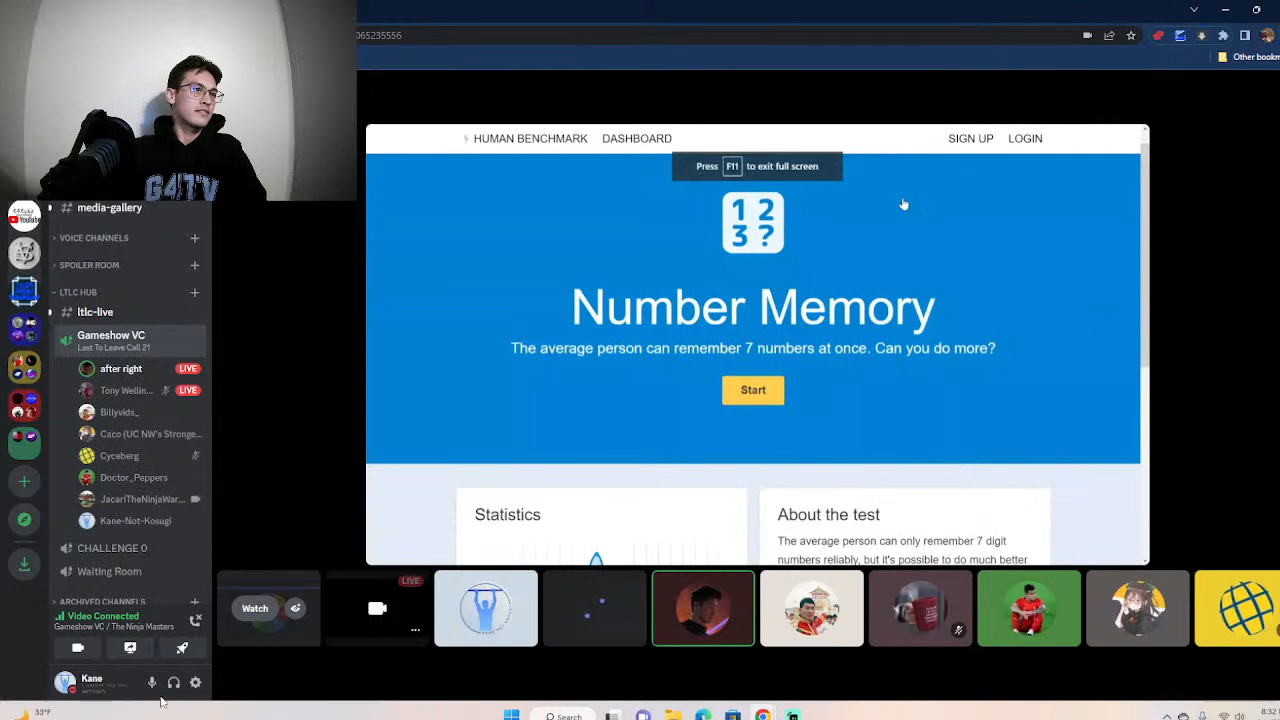 065235556
Other bookm
HUMAN BENCHMARK
DASHBOARD
SIGN UP
LOGIN
Press F11 to exit full screen
1 2
3 ?
Number Memory
The average person can remember 7 numbers at once. Can you do more?
Start
Statistics
About the test
The average person can only remember 7 digit
numbers reliably, but it's possible to do much better
G4TV
YouTube
# media-gallery
VOICE CHANNELS
SPOILER ROOM
LTLC HUB
# ltlc-live
Gameshow VC
Last To Leave Call 21
after right
LIVE
Tony Wellin...
LIVE
Billyvids_
Caco (UC NW's Stronge...
Cyceberg
Doctor_Peppers
JacariTheNinjaWar...
Kane-Not-Kosugi
CHALLENGE 0
Waiting Room
ARCHIVED CHANNELS
Video Connected
Gameshow VC / The Ninja Masters
Kane
Watch
LIVE
33°F
Search
8:32